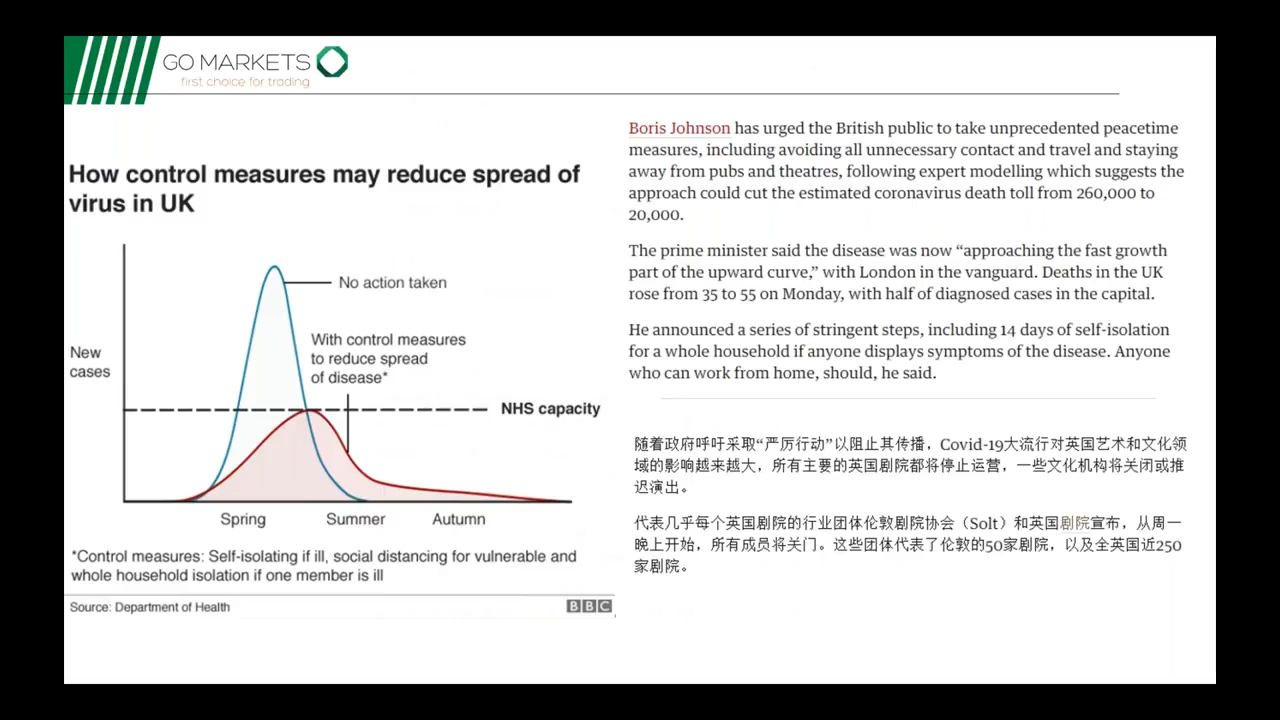 GO MARKETS
first choice for trading
How control measures may reduce spread of
virus in UK
No action taken
With control measures
to reduce spread
of disease*
New
cases
NHS capacity
Spring
Summer
Autumn
*Control measures: Self-isolating if ill, social distancing for vulnerable and
whole household isolation if one member is ill
Source: Department of Health
BBC
Boris Johnson has urged the British public to take unprecedented peacetime
measures, including avoiding all unnecessary contact and travel and staying
away from pubs and theatres, following expert modelling which suggests the
approach could cut the estimated coronavirus death toll from 260,000 to
20,000.
The prime minister said the disease was now “approaching the fast growth
part of the upward curve,” with London in the vanguard. Deaths in the UK
rose from 35 to 55 on Monday, with half of diagnosed cases in the capital.
He announced a series of stringent steps, including 14 days of self-isolation
for a whole household if anyone displays symptoms of the disease. Anyone
who can work from home, should, he said.
随着政府呼吁采取“严厉行动”以阻止其传播，Covid-19大流行对英国艺术和文化领
域的影响越来越大，所有主要的英国剧院都将停止运营，一些文化机构将关闭或推
迟演出。
代表几乎每个英国剧院的行业团体伦敦剧院协会（Solt）和英国剧院宣布，从周一
晚上开始，所有成员将关门。这些团体代表了伦敦的50家剧院，以及全英国近250
家剧院。